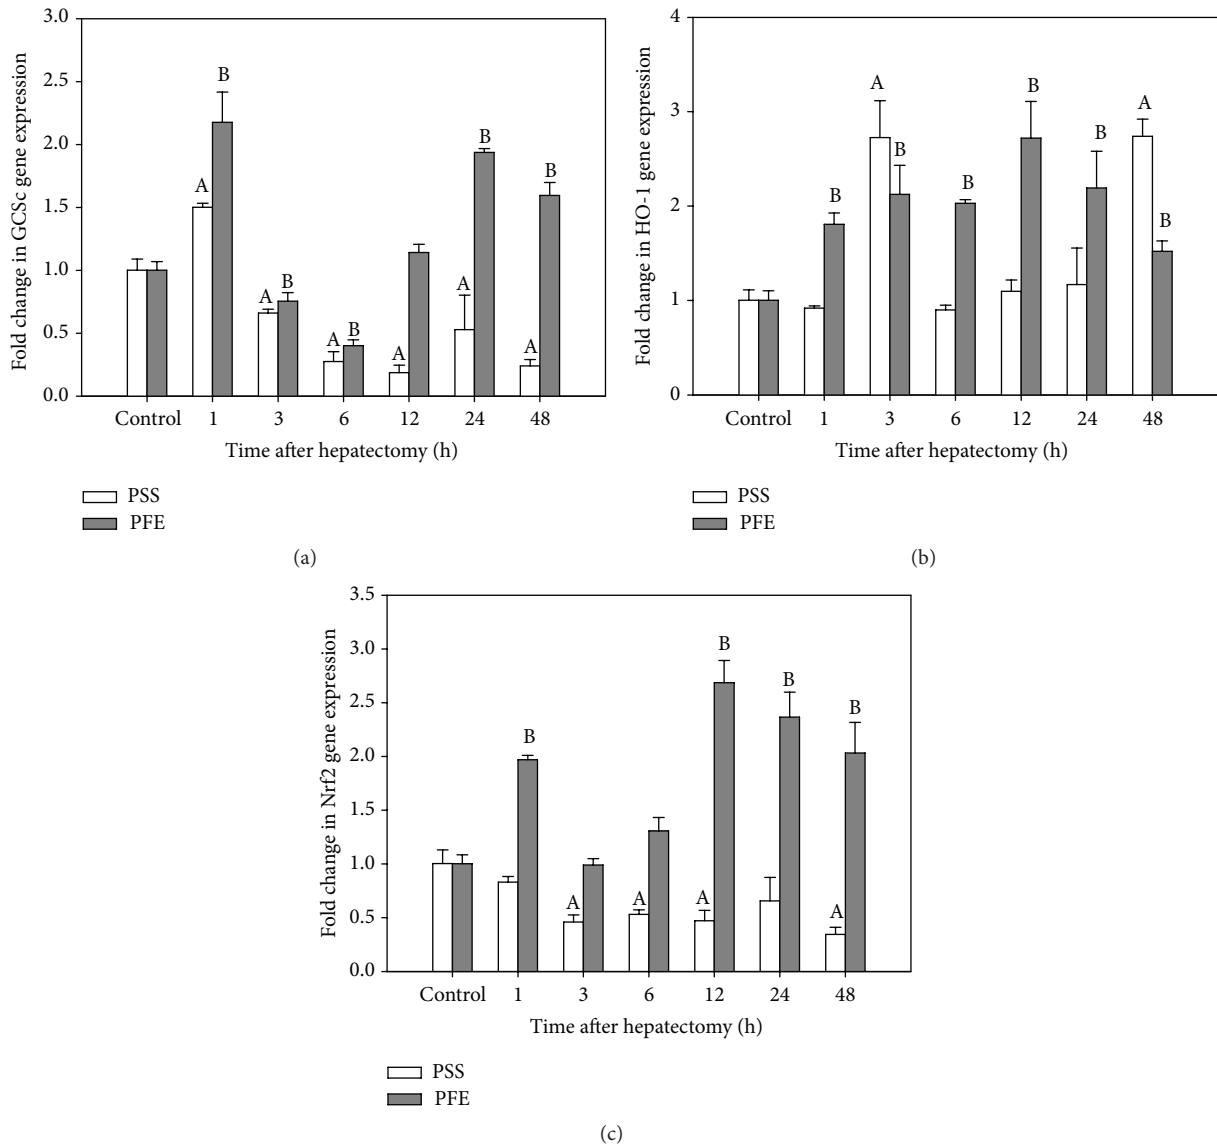 Fold change in GCSc gene expression
3.0
2.5
2.0
1.5
1.0
0.5
0.0
A
B
A
B
A
B
A
A
B
A
B
Control 1 3 6 12 24 48
Time after hepatectomy (h)
PSS
PFE
(a)
Fold change in HO-1 gene expression
4
3
2
1
0
B
A
B
B
B
B
A
B
Control 1 3 6 12 24 48
Time after hepatectomy (h)
PSS
PFE
(b)
Fold change in Nrf2 gene expression
3.5
3.0
2.5
2.0
1.5
1.0
0.5
0.0
B
A
A
A
B
B
A
B
Control 1 3 6 12 24 48
Time after hepatectomy (h)
PSS
PFE
(c)